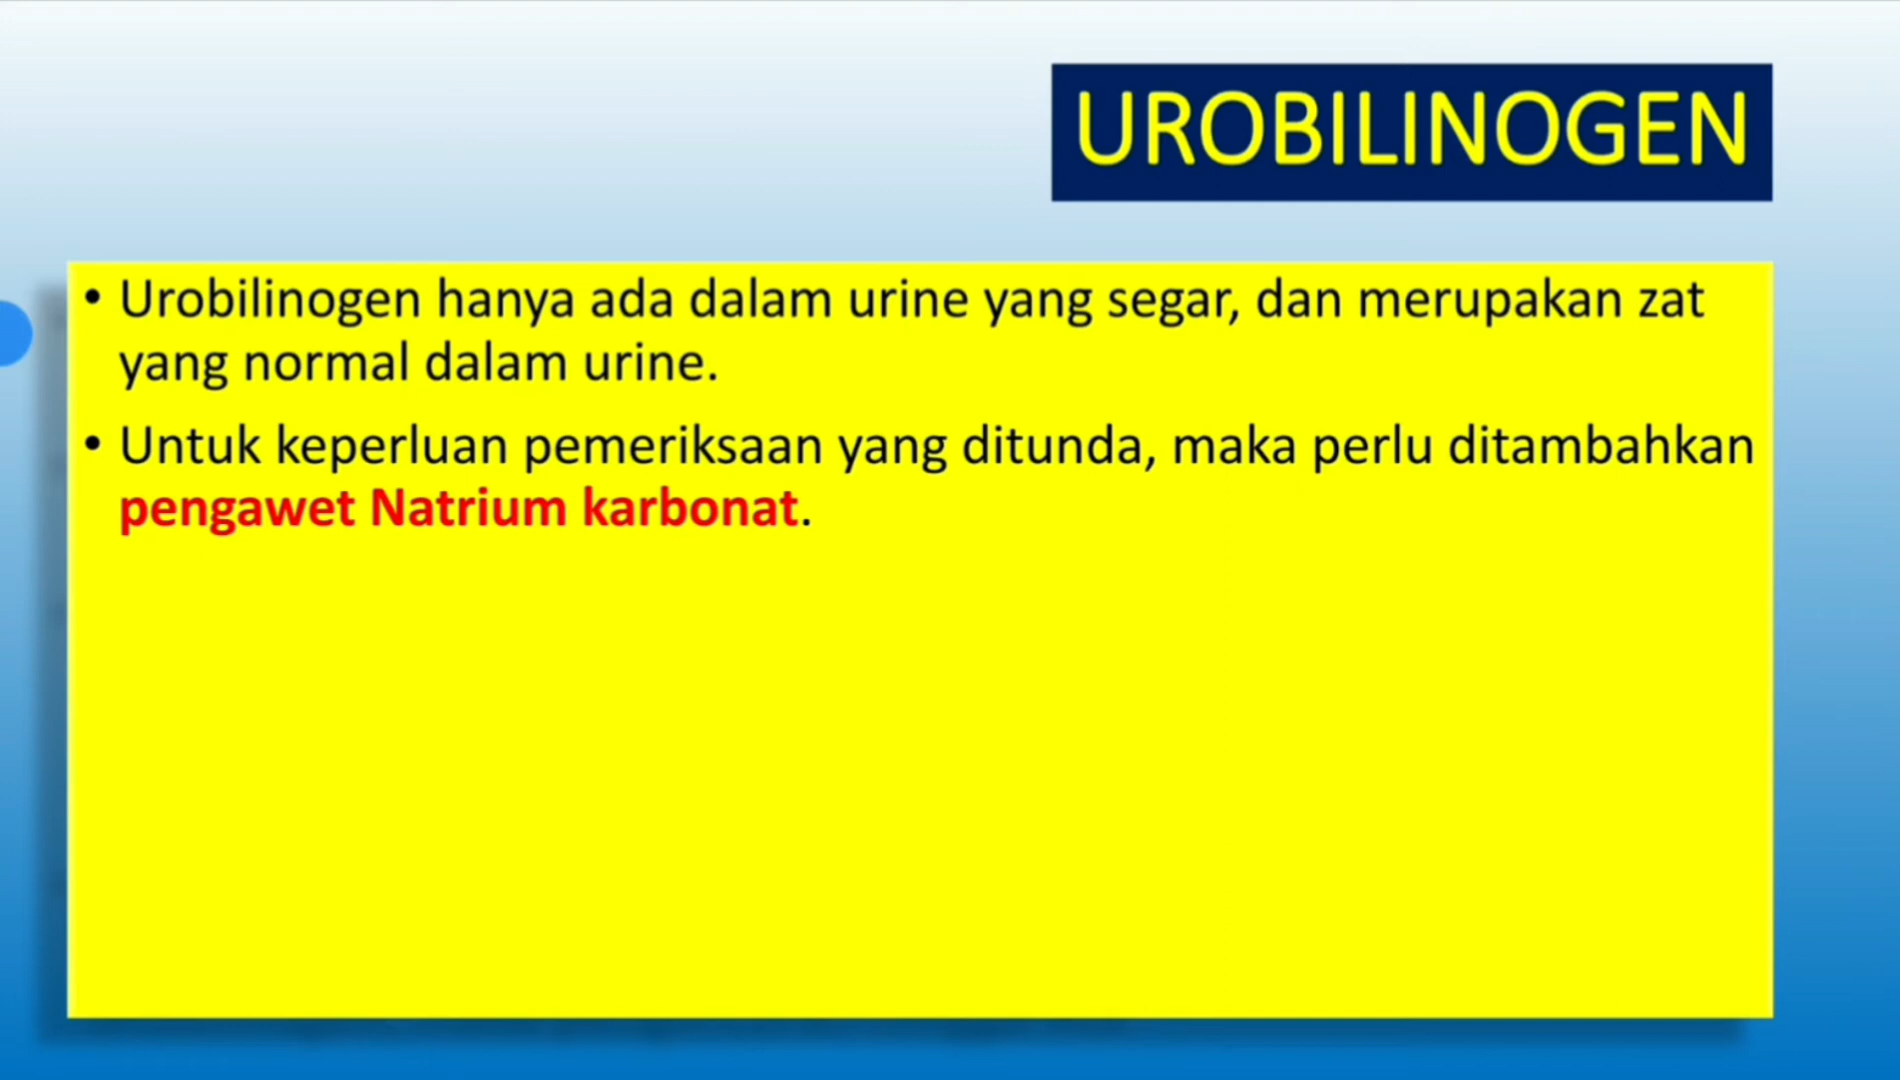 UROBILINOGEN
• Urobilinogen hanya ada dalam urine yang segar, dan merupakan zat
yang normal dalam urine.
• Untuk keperluan pemeriksaan yang ditunda, maka perlu ditambahkan
pengawet Natrium karbonat.